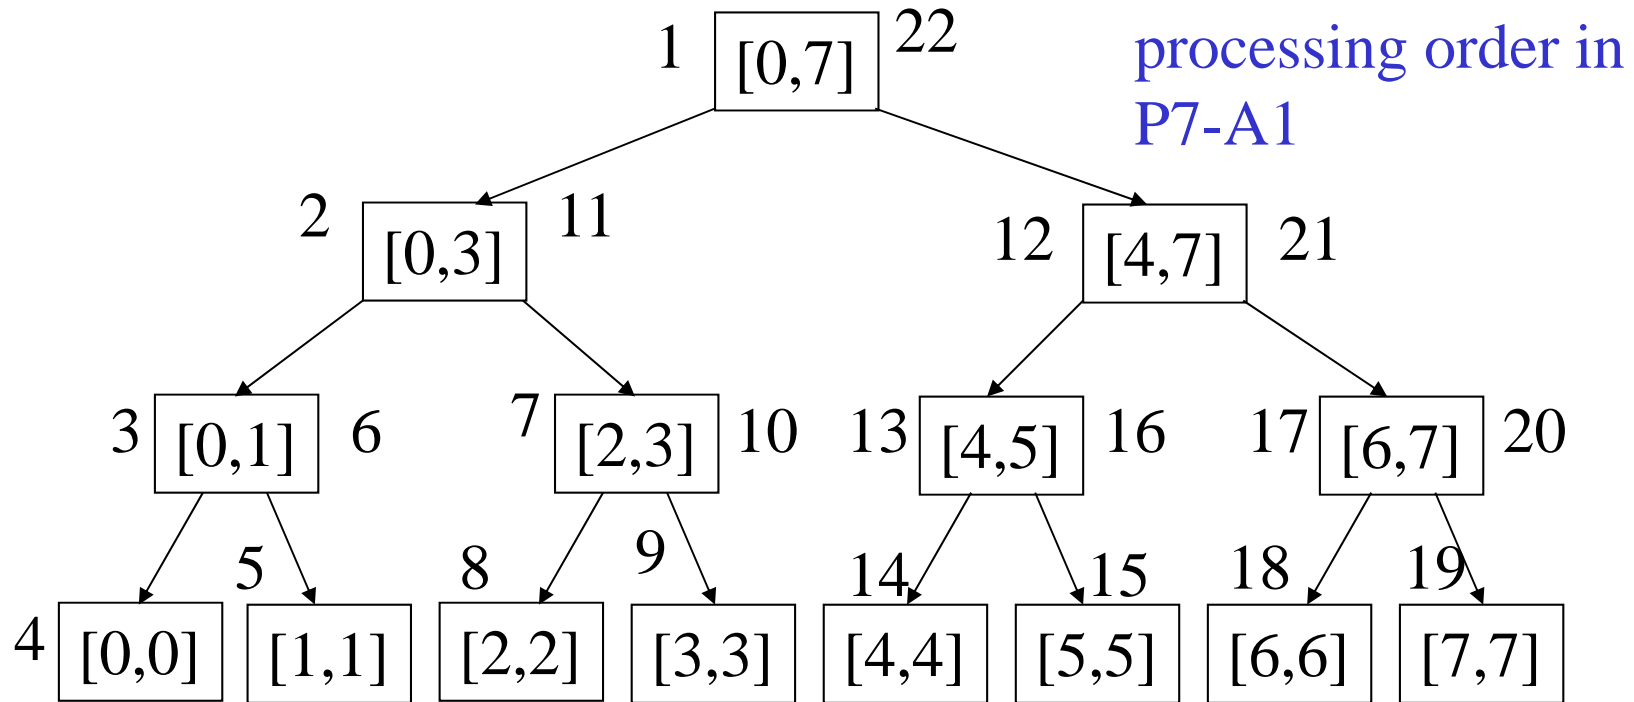 1 [0,7] 22 processing order in
P7-A1
2 [0,3] 11 12 [4,7] 21
3 [0,1] 6 7 [2,3] 10 13 [4,5] 16 17 [6,7] 20
5 8 9 14 15 18 19
4 [0,0] [1,1] [2,2] [3,3] [4,4] [5,5] [6,6] [7,7]